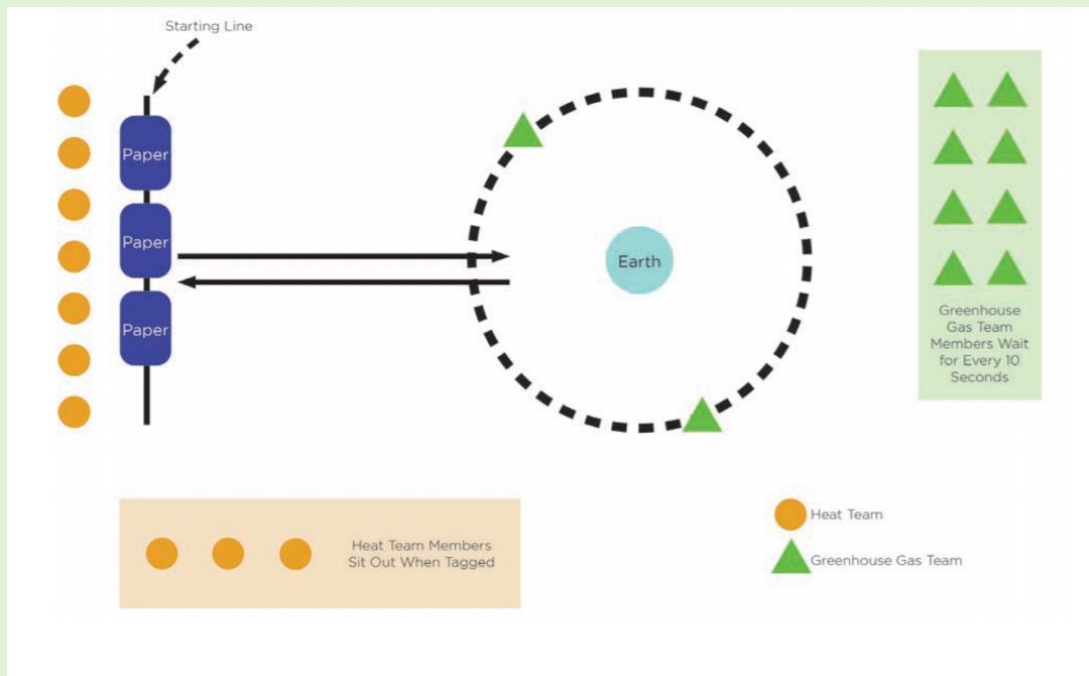 Starting Line
Paper
Paper
Paper
Earth
Greenhouse
Gas Team
Members Wait
for Every 10
Seconds
Heat Team Members
Sit Out When Tagged
Heat Team
Greenhouse Gas Team